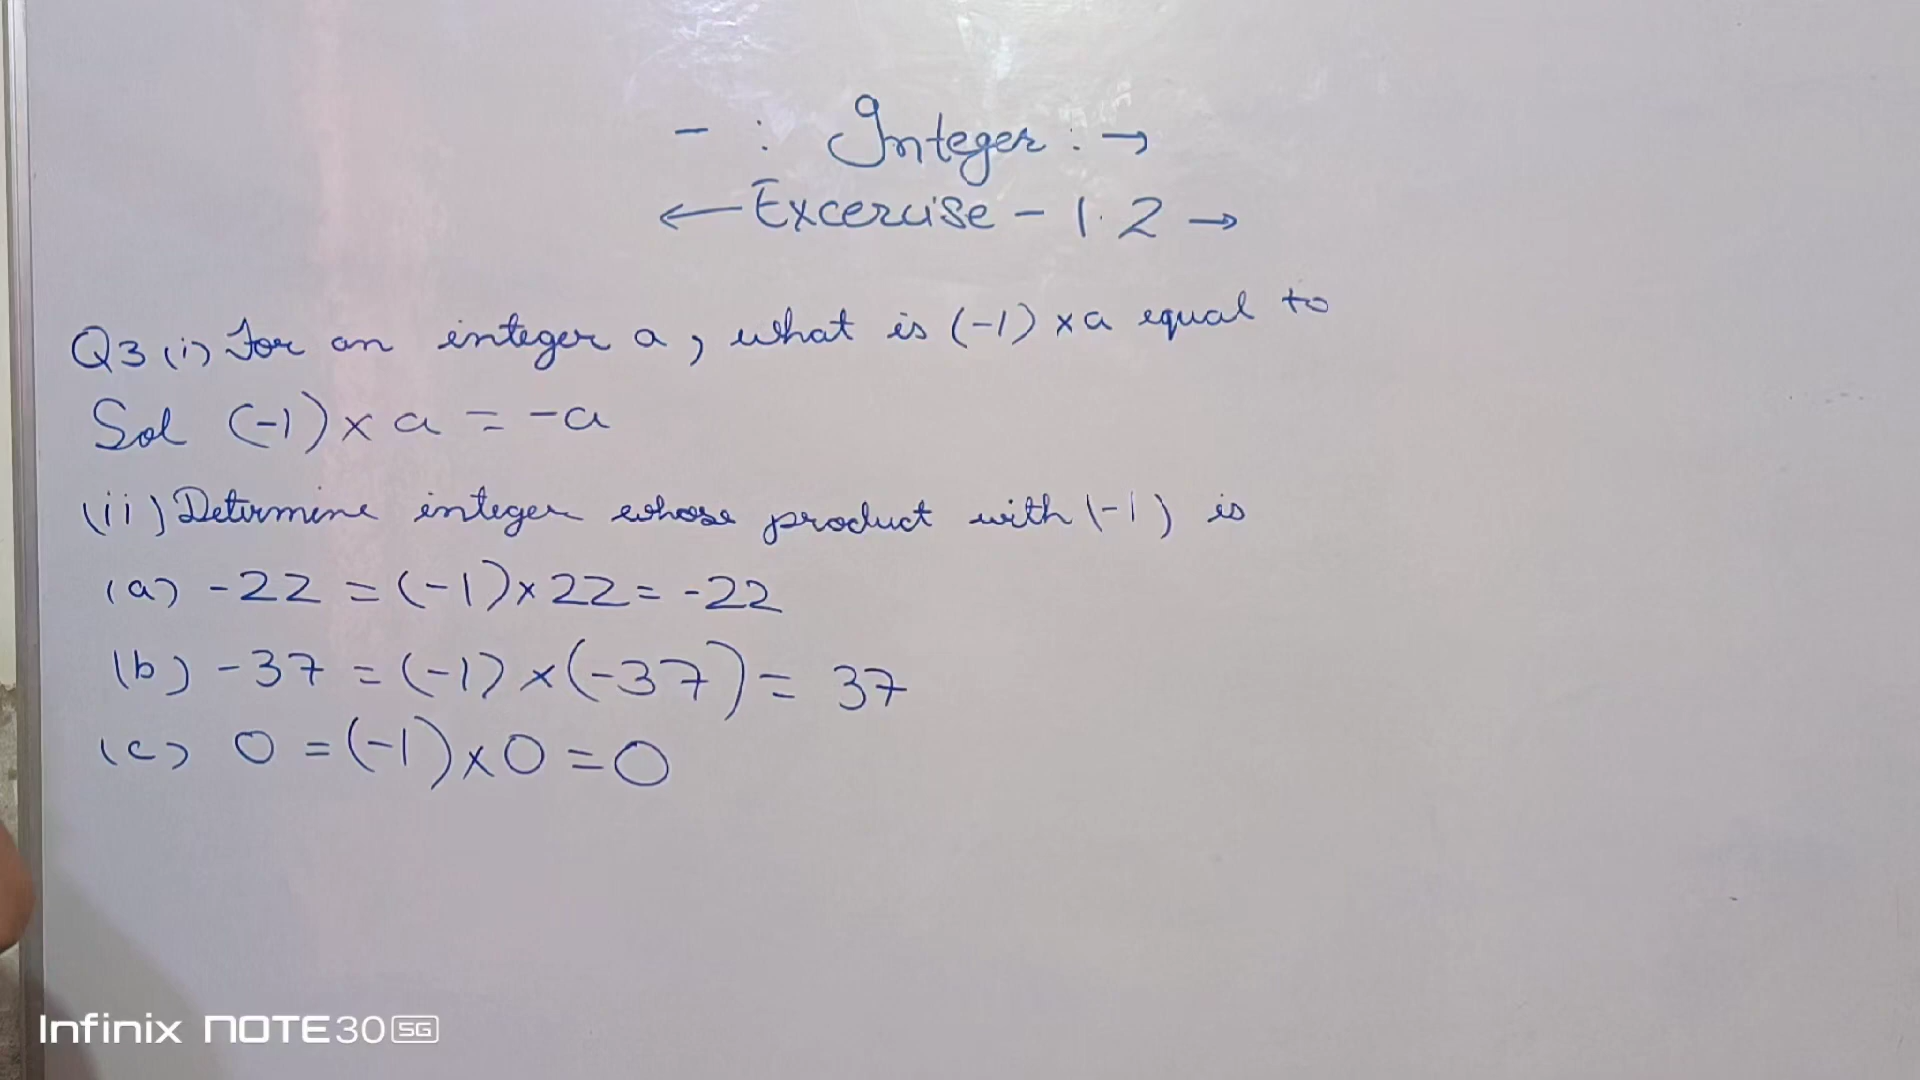 - : Integer : →
← Excercise - 1.2 →
Q3 (i) For an integer a, what is (-1) × a equal to
Sol (-1) × a = -a
(ii) Determine integer whose product with (-1) is
(a) -22 = (-1) × 22 = -22
(b) -37 = (-1) × (-37) = 37
(c) 0 = (-1) × 0 = 0
Infinix NOTE 30 5G